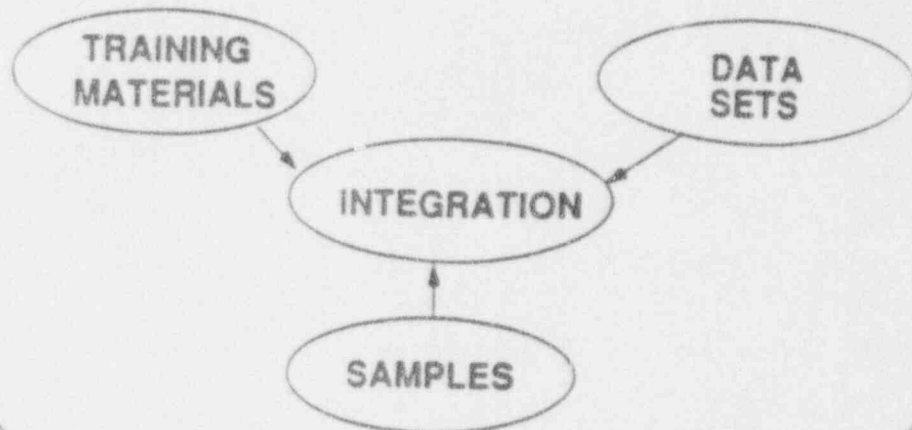 TRAINING
MATERIALS
DATA
SETS
INTEGRATION
SAMPLES